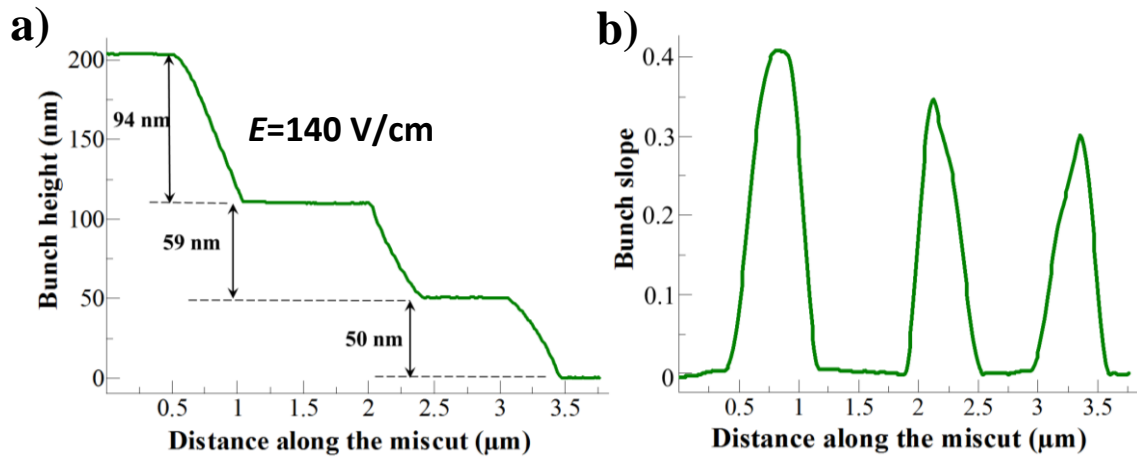 a)
200
150
100
50
0
Bunch height (nm)
94 nm
59 nm
50 nm
E=140 V/cm
0.5 1 1.5 2 2.5 3 3.5
Distance along the miscut (μm)
b)
0.4
0.3
0.2
0.1
0
Bunch slope
0.5 1 1.5 2 2.5 3 3.5
Distance along the miscut (μm)